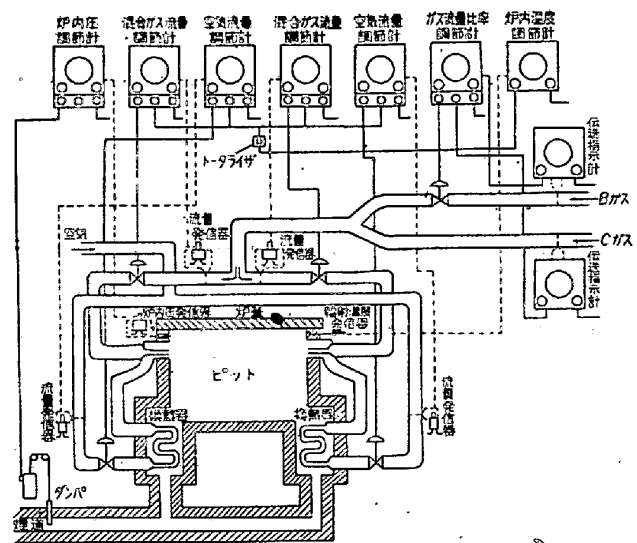 炉内圧
調節計
混合ガス流量
調節計
空気流量
調節計
混合ガス流量
調節計
空気流量
調節計
ガス流量比率
調節計
炉内温度
調節計
トータライザ
伝送指示計
Bガス
Cガス
伝送指示計
空気
流量
発信器
流量
発信器
炉内圧発信器
炉蓋
発信器
ピット
換熱器
換熱器
流量発信器
流量発信器
ダンパ
煙道